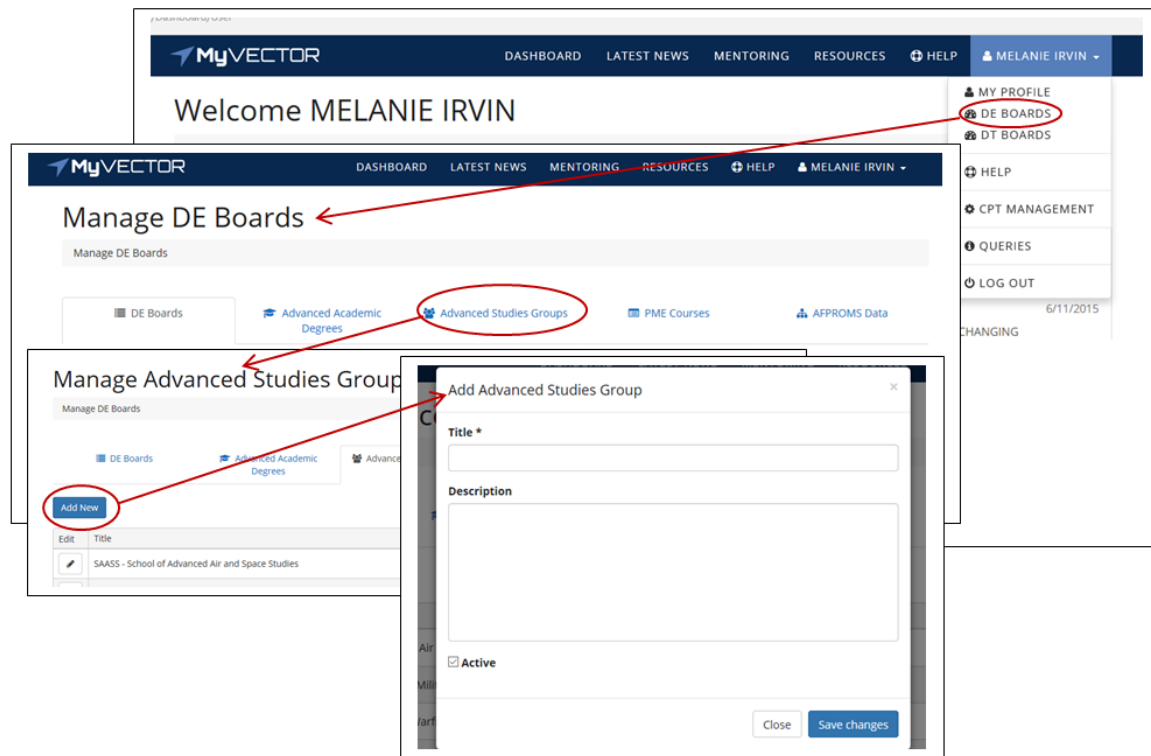 MyVECTOR DASHBOARD LATEST NEWS MENTORING RESOURCES HELP MELANIE IRVIN
Welcome MELANIE IRVIN
MY PROFILE
DE BOARDS
DT BOARDS
HELP
CPT MANAGEMENT
QUERIES
LOG OUT
6/11/2015
CHANGING
MyVECTOR DASHBOARD LATEST NEWS MENTORING RESOURCES HELP MELANIE IRVIN
Manage DE Boards
Manage DE Boards
DE Boards
Advanced Academic
Degrees
Advanced Studies Groups
PME Courses
AFPROMS Data
Manage Advanced Studies Group
Manage DE Boards
DE Boards
Advanced Academic
Degrees
Advance
Add New
Edit Title
SAASS - School of Advanced Air and Space Studies
Add Advanced Studies Group ×
Title *
Description
Active
Close Save changes
Air
Milit